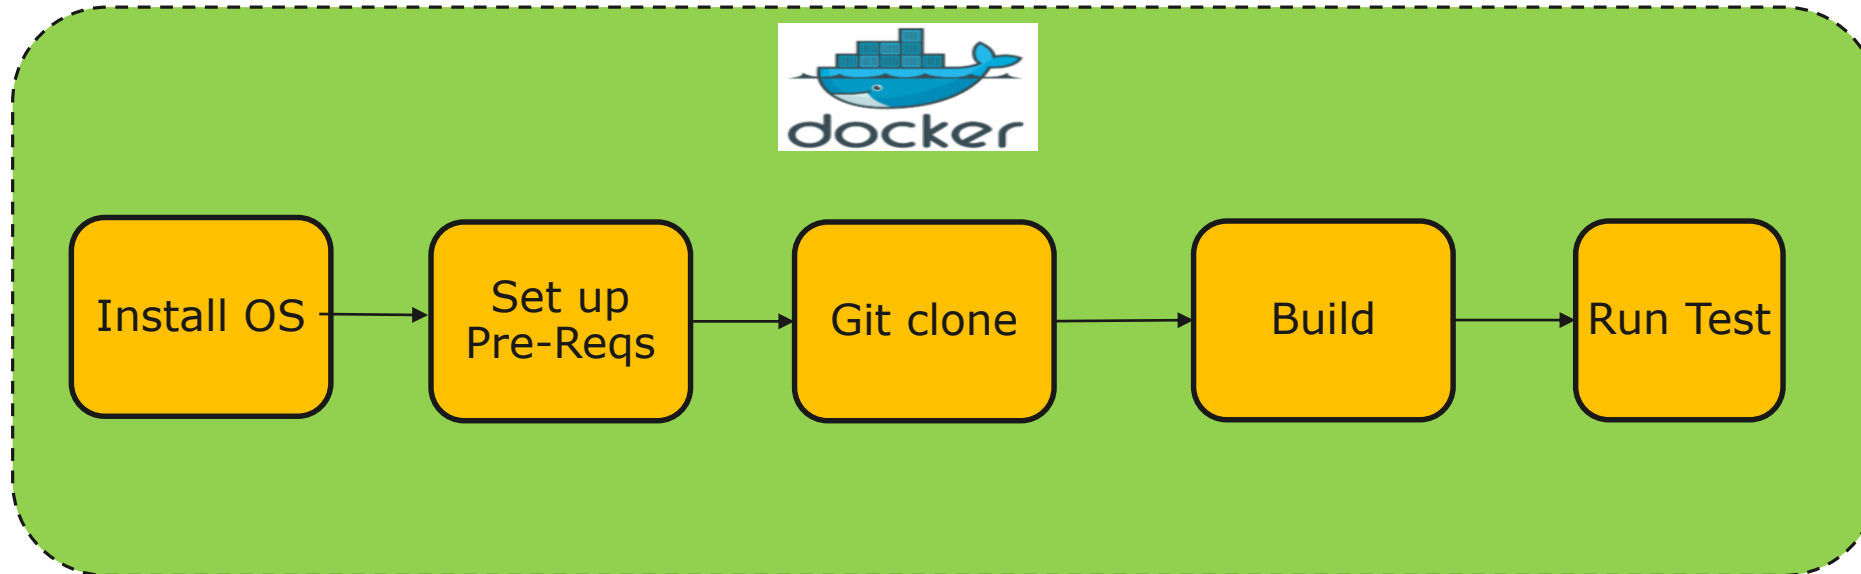 docker
Install OS
Set up
Pre-Reqs
Git clone
Build
Run Test